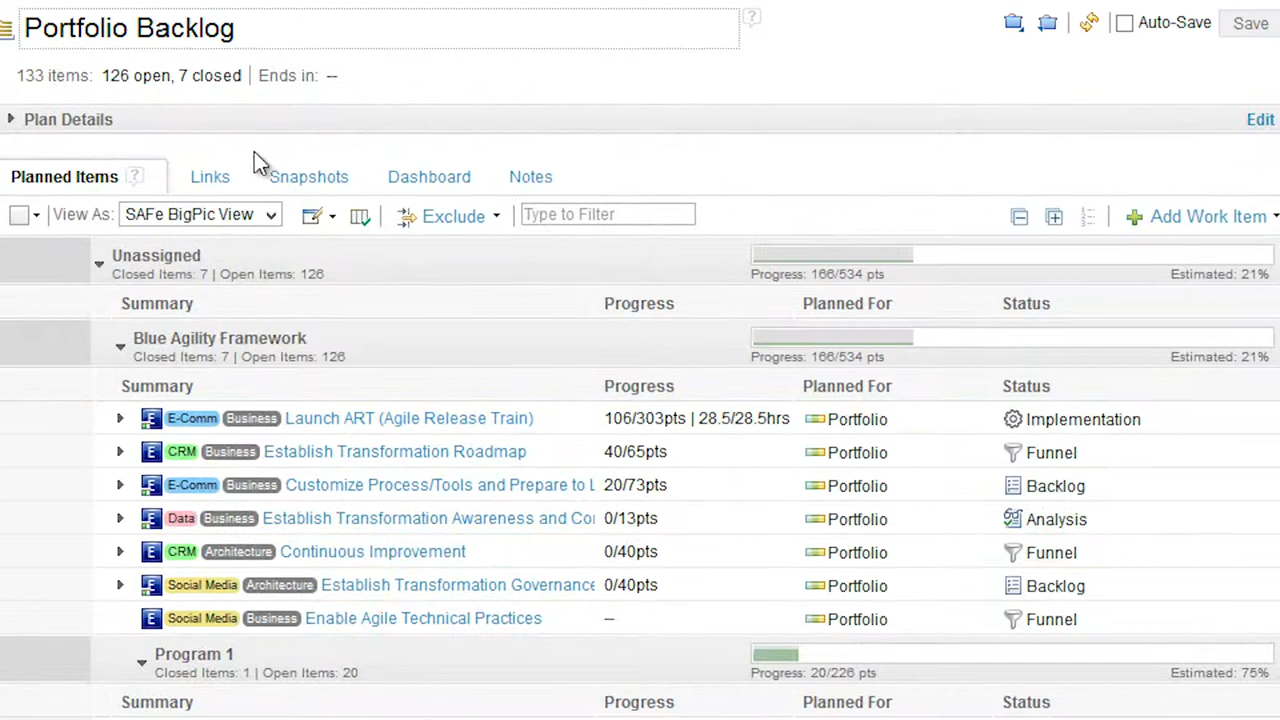 Portfolio Backlog ? Auto-Save Save
133 items: 126 open, 7 closed | Ends in: --
Plan Details Edit
Planned Items ? Links Snapshots Dashboard Notes
View As: SAFe BigPic View Exclude Type to Filter Add Work Item
Unassigned
Closed Items: 7 | Open Items: 126 Progress: 166/534 pts Estimated: 21%
Summary Progress Planned For Status
Blue Agility Framework
Closed Items: 7 | Open Items: 126 Progress: 166/534 pts Estimated: 21%
Summary Progress Planned For Status
E E-Comm Business Launch ART (Agile Release Train) 106/303pts | 28.5/28.5hrs Portfolio Implementation
E CRM Business Establish Transformation Roadmap 40/65pts Portfolio Funnel
E E-Comm Business Customize Process/Tools and Prepare to L 20/73pts Portfolio Backlog
E Data Business Establish Transformation Awareness and Co 0/13pts Portfolio Analysis
E CRM Architecture Continuous Improvement 0/40pts Portfolio Funnel
E Social Media Architecture Establish Transformation Governance 0/40pts Portfolio Backlog
E Social Media Business Enable Agile Technical Practices -- Portfolio Funnel
Program 1
Closed Items: 1 | Open Items: 20 Progress: 20/226 pts Estimated: 75%
Summary Progress Planned For Status